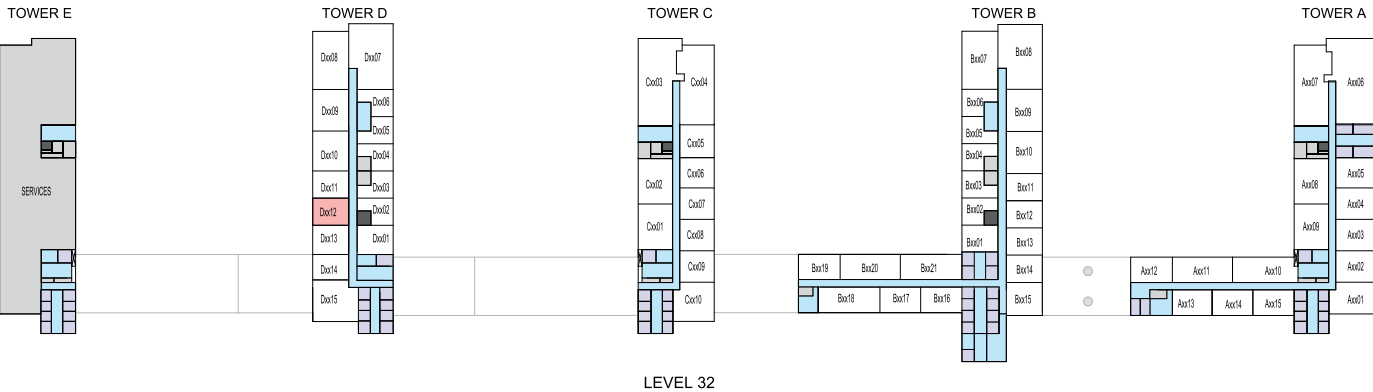 TOWER E
TOWER D
TOWER C
TOWER B
TOWER A
SERVICES
Dxx08
Dxx07
Dxx09
Dxx06
Dxx05
Dxx10
Dxx04
Dxx11
Dxx03
Dxx12
Dxx02
Dxx13
Dxx01
Dxx14
Dxx15
Cxx03
Cxx04
Cxx05
Cxx02
Cxx06
Cxx07
Cxx01
Cxx08
Cxx09
Cxx10
Bxx07
Bxx08
Bxx06
Bxx09
Bxx05
Bxx04
Bxx10
Bxx03
Bxx11
Bxx02
Bxx12
Bxx01
Bxx13
Bxx19
Bxx20
Bxx21
Bxx14
Bxx18
Bxx17
Bxx16
Bxx15
Axx07
Axx06
Axx08
Axx05
Axx04
Axx09
Axx03
Axx12
Axx11
Axx10
Axx02
Axx13
Axx14
Axx15
Axx01
LEVEL 32